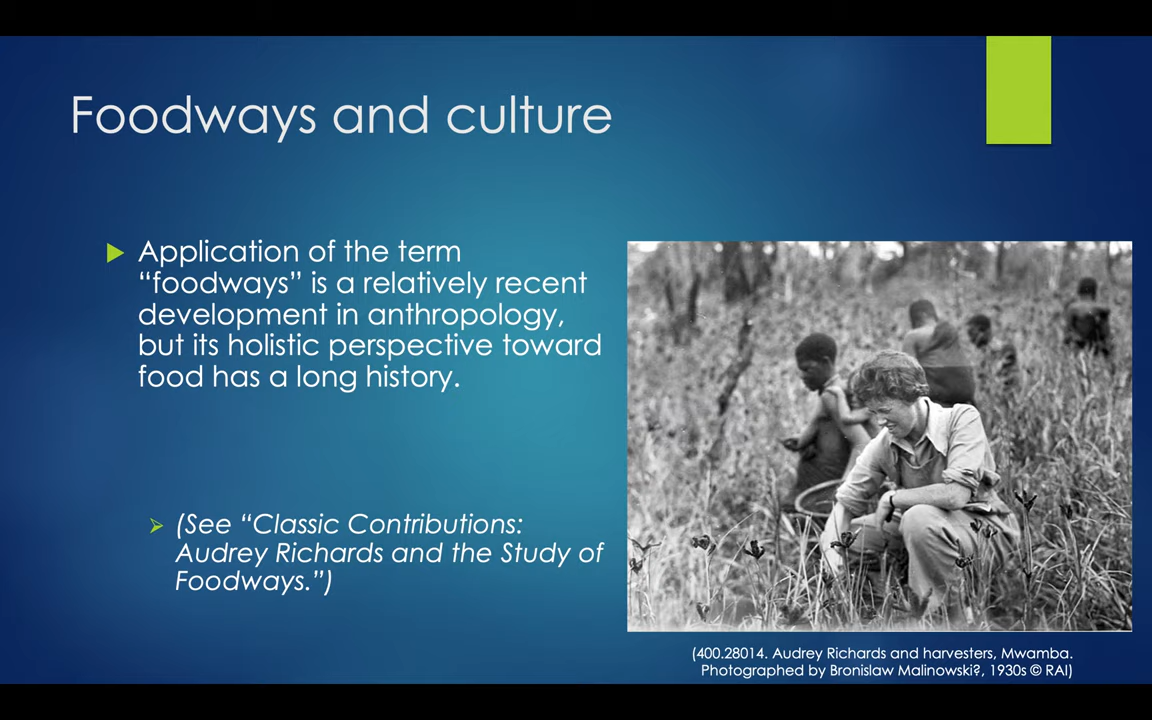 Foodways and culture
Application of the term
“foodways” is a relatively recent
development in anthropology,
but its holistic perspective toward
food has a long history.
(See “Classic Contributions:
Audrey Richards and the Study of
Foodways.”)
(400.28014. Audrey Richards and harvesters, Mwamba.
Photographed by Bronislaw Malinowski?, 1930s © RAI)